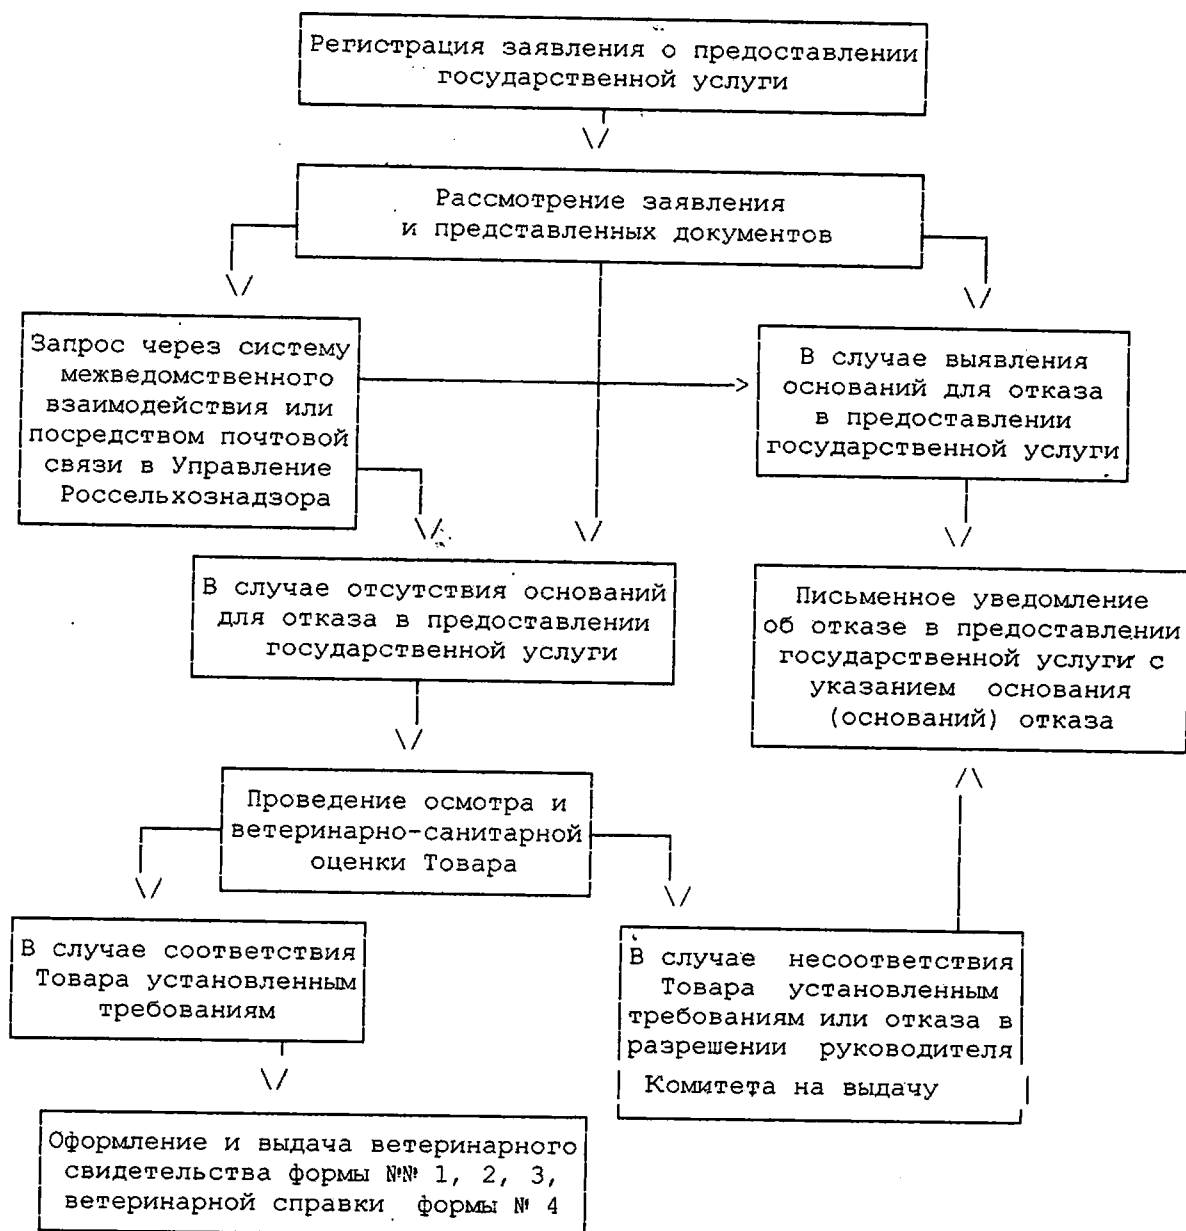 Регистрация заявления о предоставлении
государственной услуги
Рассмотрение заявления
и представленных документов
Запрос через систему
межведомственного
взаимодействия или
посредством почтовой
связи в Управление
Россельхознадзора
В случае выявления
оснований для отказа
в предоставлении
государственной услуги
В случае отсутствия оснований
для отказа в предоставлении
государственной услуги
Письменное уведомление
об отказе в предоставлении
государственной услуги с
указанием основания
(оснований) отказа
Проведение осмотра и
ветеринарно-санитарной
оценки Товара
В случае соответствия
Товара установленным
требованиям
В случае несоответствия
Товара установленным
требованиям или отказа в
разрешении руководителя
Комитета на выдачу
Оформление и выдача ветеринарного
свидетельства формы №№ 1, 2, 3,
ветеринарной справки формы № 4